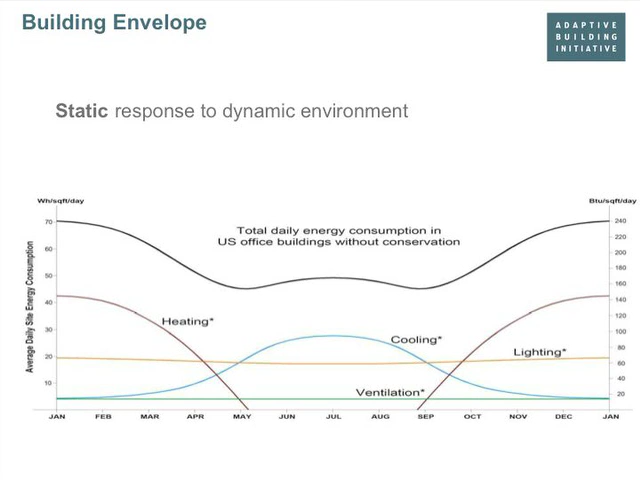 Building Envelope
ADAPTIVE
BUILDING
INITIATIVE
Static response to dynamic environment
Wh/sqft/day
Btu/sqft/day
Average Daily Site Energy Consumption
70
60
50
40
30
20
10
Total daily energy consumption in
US office buildings without conservation
Heating*
Cooling*
Lighting*
Ventilation*
240
220
200
180
160
140
120
100
80
60
40
20
JAN FEB MAR APR MAY JUN JUL AUG SEP OCT NOV DEC JAN